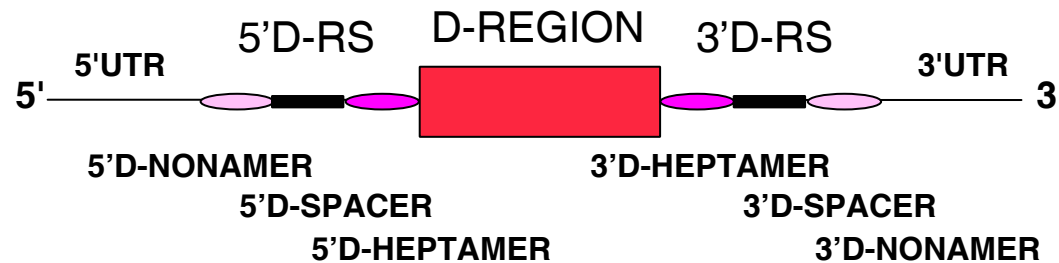 5'D-RS D-REGION 3'D-RS
5'UTR 3'UTR
5' 3
5’D-NONAMER 3’D-HEPTAMER
5’D-SPACER 3’D-SPACER
5’D-HEPTAMER 3’D-NONAMER